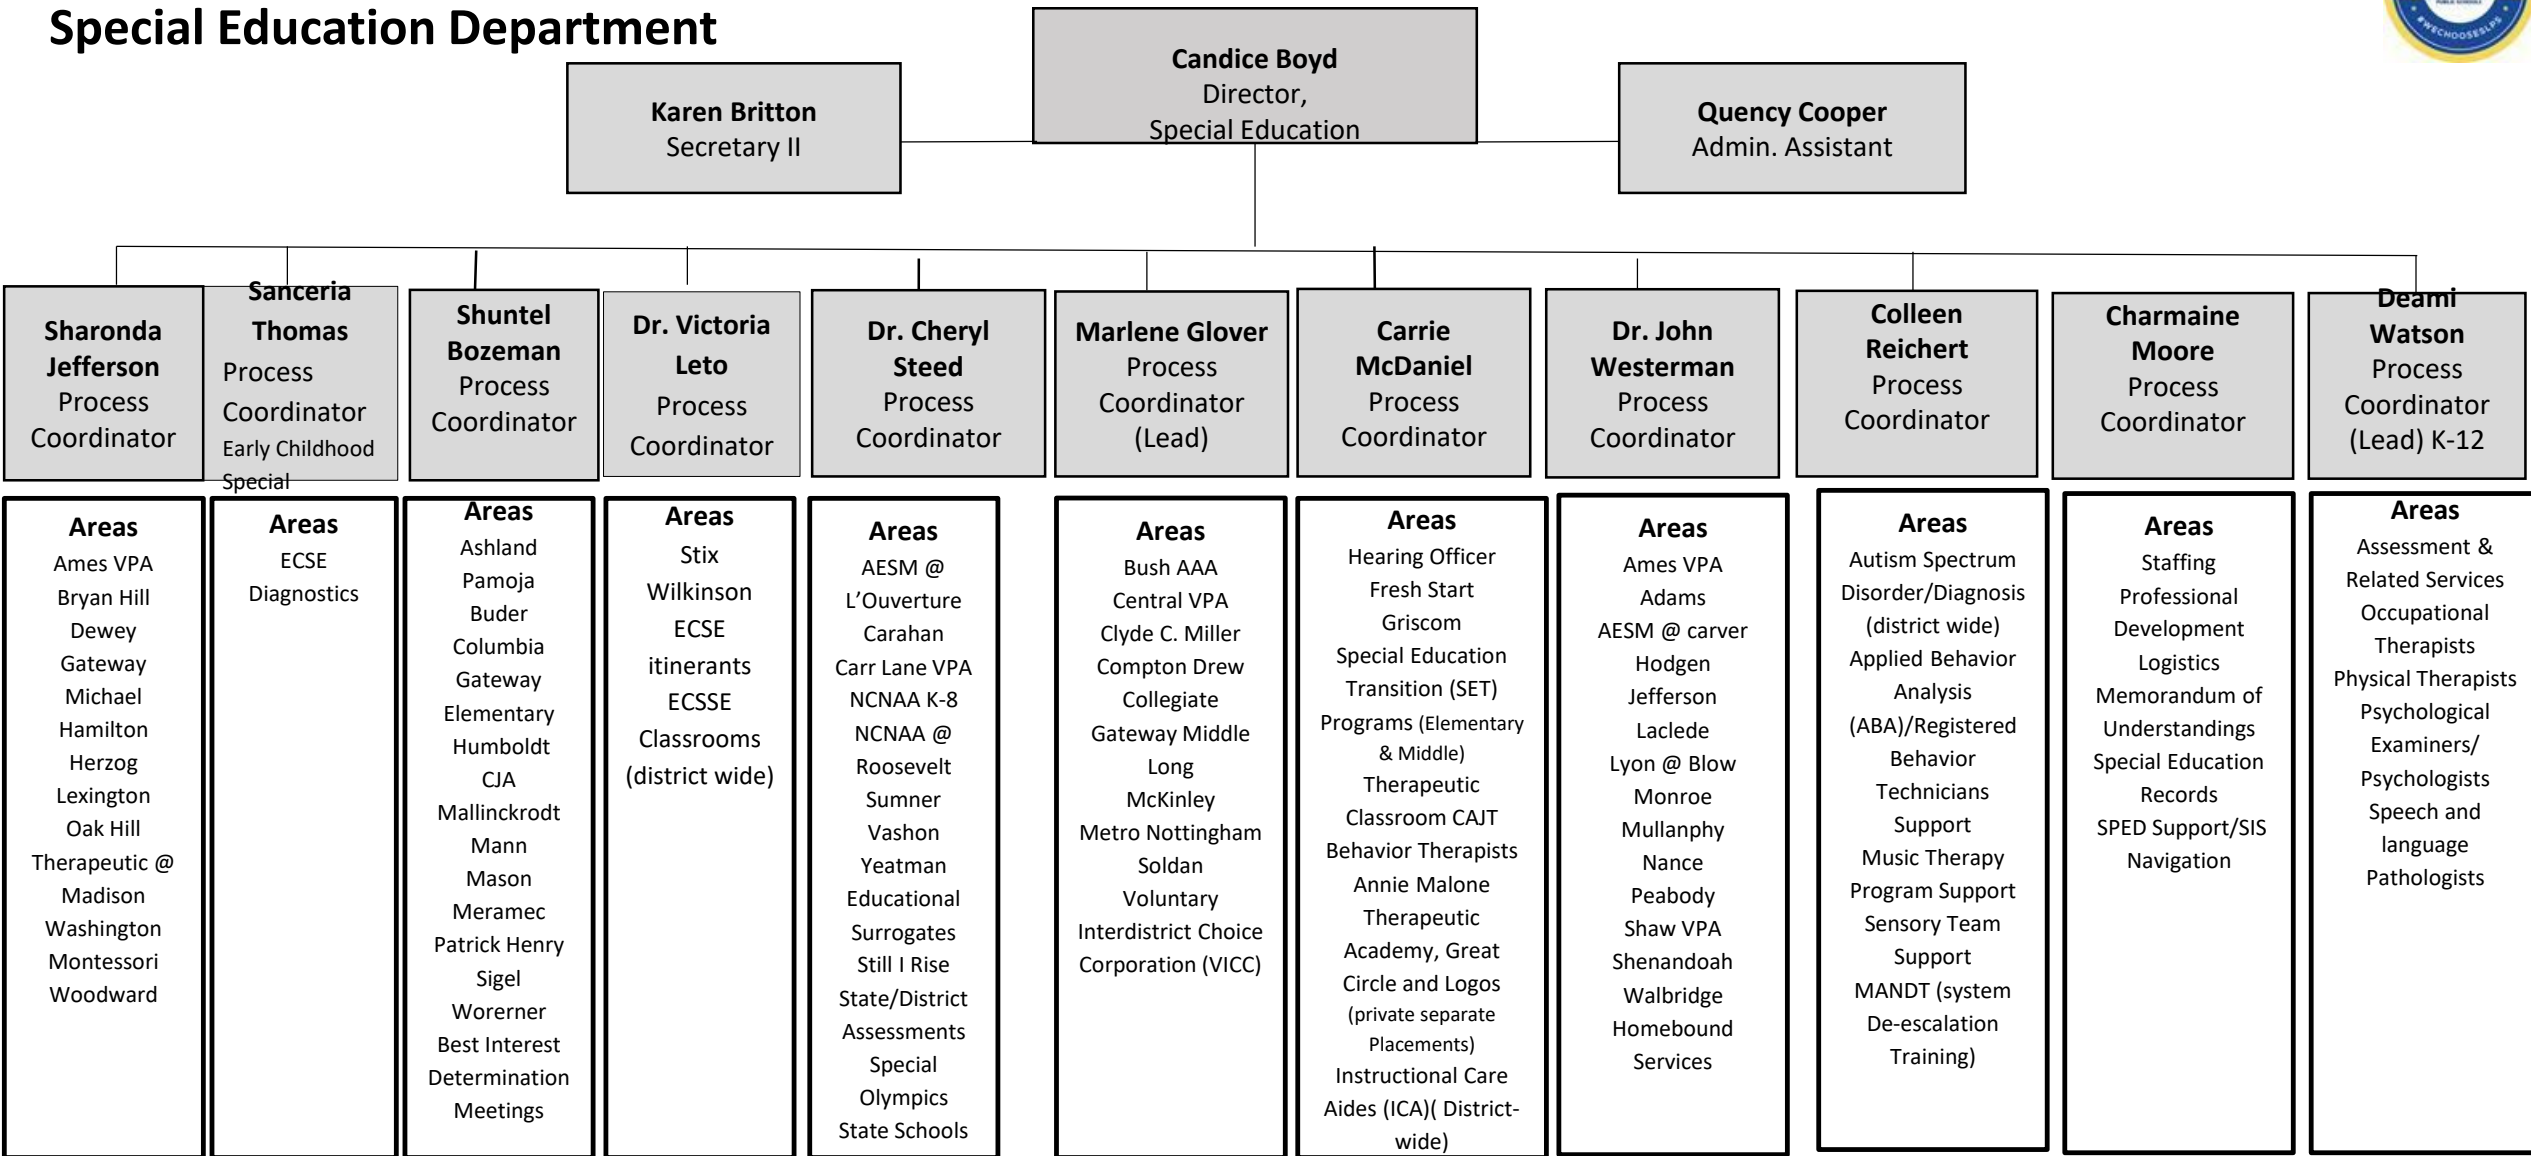 Special Education Department
PUBLIC SCHOOLS
#WECHOOSESLPS
Candice Boyd
Director,
Special Education
Karen Britton
Secretary II
Quency Cooper
Admin. Assistant
Sharonda
Jefferson
Process
Coordinator
Sanceria
Thomas
Process
Coordinator
Early Childhood
Special
Shuntel
Bozeman
Process
Coordinator
Dr. Victoria
Leto
Process
Coordinator
Dr. Cheryl
Steed
Process
Coordinator
Marlene Glover
Process
Coordinator
(Lead)
Carrie
McDaniel
Process
Coordinator
Dr. John
Westerman
Process
Coordinator
Colleen
Reichert
Process
Coordinator
Charmaine
Moore
Process
Coordinator
Deami
Watson
Process
Coordinator
(Lead) K-12
Areas
Ames VPA
Bryan Hill
Dewey
Gateway
Michael
Hamilton
Herzog
Lexington
Oak Hill
Therapeutic @
Madison
Washington
Montessori
Woodward
Areas
ECSE
Diagnostics
Areas
Ashland
Pamoja
Buder
Columbia
Gateway
Elementary
Humboldt
CJA
Mallinckrodt
Mann
Mason
Meramec
Patrick Henry
Sigel
Worerner
Best Interest
Determination
Meetings
Areas
Stix
Wilkinson
ECSE
itinerants
ECSSE
Classrooms
(district wide)
Areas
AESM @
L’Ouverture
Carahan
Carr Lane VPA
NCNAA K-8
NCNAA @
Roosevelt
Sumner
Vashon
Yeatman
Educational
Surrogates
Still I Rise
State/District
Assessments
Special
Olympics
State Schools
Areas
Bush AAA
Central VPA
Clyde C. Miller
Compton Drew
Collegiate
Gateway Middle
Long
McKinley
Metro Nottingham
Soldan
Voluntary
Interdistrict Choice
Corporation (VICC)
Areas
Hearing Officer
Fresh Start
Griscom
Special Education
Transition (SET)
Programs (Elementary
& Middle)
Therapeutic
Classroom CAJT
Behavior Therapists
Annie Malone
Therapeutic
Academy, Great
Circle and Logos
(private separate
Placements)
Instructional Care
Aides (ICA)( District-
wide)
Areas
Ames VPA
Adams
AESM @ carver
Hodgen
Jefferson
Laclede
Lyon @ Blow
Monroe
Mullanphy
Nance
Peabody
Shaw VPA
Shenandoah
Walbridge
Homebound
Services
Areas
Autism Spectrum
Disorder/Diagnosis
(district wide)
Applied Behavior
Analysis
(ABA)/Registered
Behavior
Technicians
Support
Music Therapy
Program Support
Sensory Team
Support
MANDT (system
De-escalation
Training)
Areas
Staffing
Professional
Development
Logistics
Memorandum of
Understandings
Special Education
Records
SPED Support/SIS
Navigation
Areas
Assessment &
Related Services
Occupational
Therapists
Physical Therapists
Psychological
Examiners/
Psychologists
Speech and
language
Pathologists